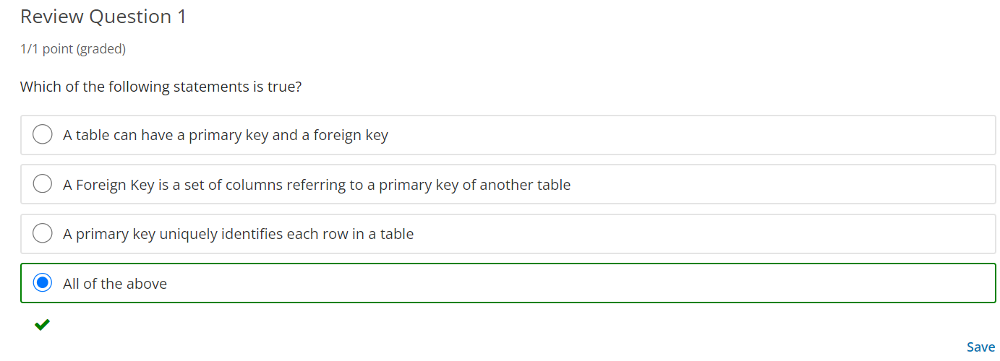 Review Question 1
1/1 point (graded)
Which of the following statements is true?
A table can have a primary key and a foreign key
A Foreign Key is a set of columns referring to a primary key of another table
A primary key uniquely identifies each row in a table
All of the above
Save